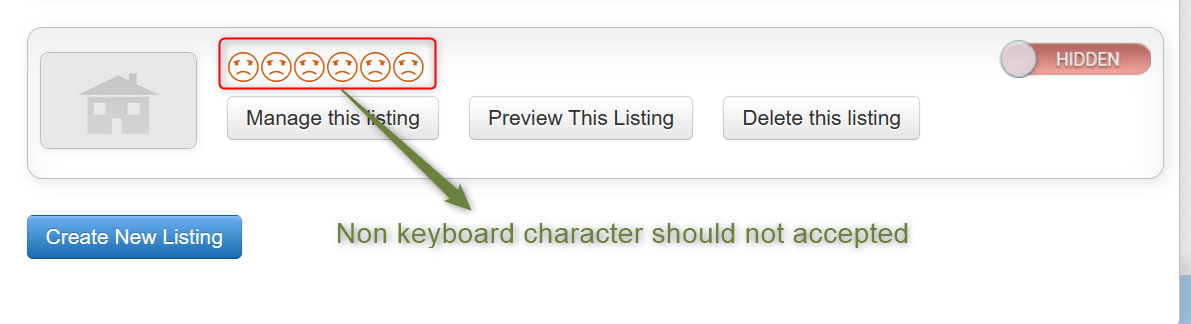 😒😒😒😒😒😒
HIDDEN
Manage this listing
Preview This Listing
Delete this listing
Create New Listing
Non keyboard character should not accepted